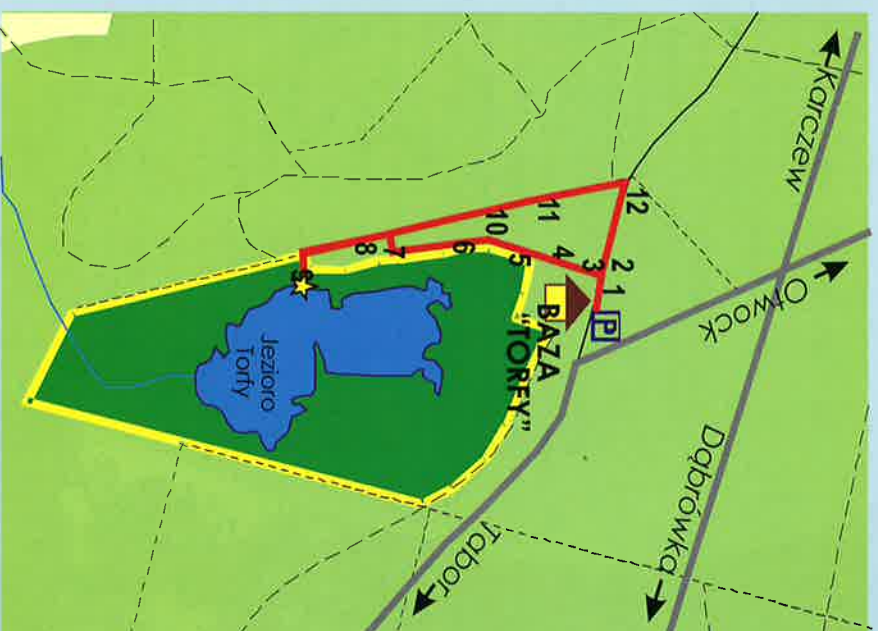 Karczew
Otwock
Dąbrówka
Tabor
P
BAZA
"TORFY"
Jezioro
Torfy
1
2
3
4
5
6
7
8
9
10
11
12